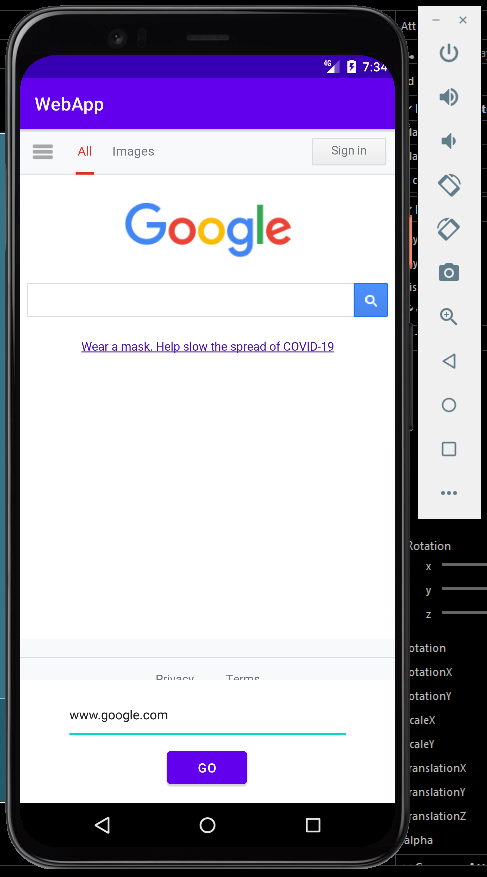 4G 7:34
WebApp
All Images Sign in
Google
Wear a mask. Help slow the spread of COVID-19
Privacy Terms
www.google.com
GO
Att
Rotation
x
y
z
otation
otationX
otationY
caleX
caleY
ranslationX
ranslationY
ranslationZ
alpha